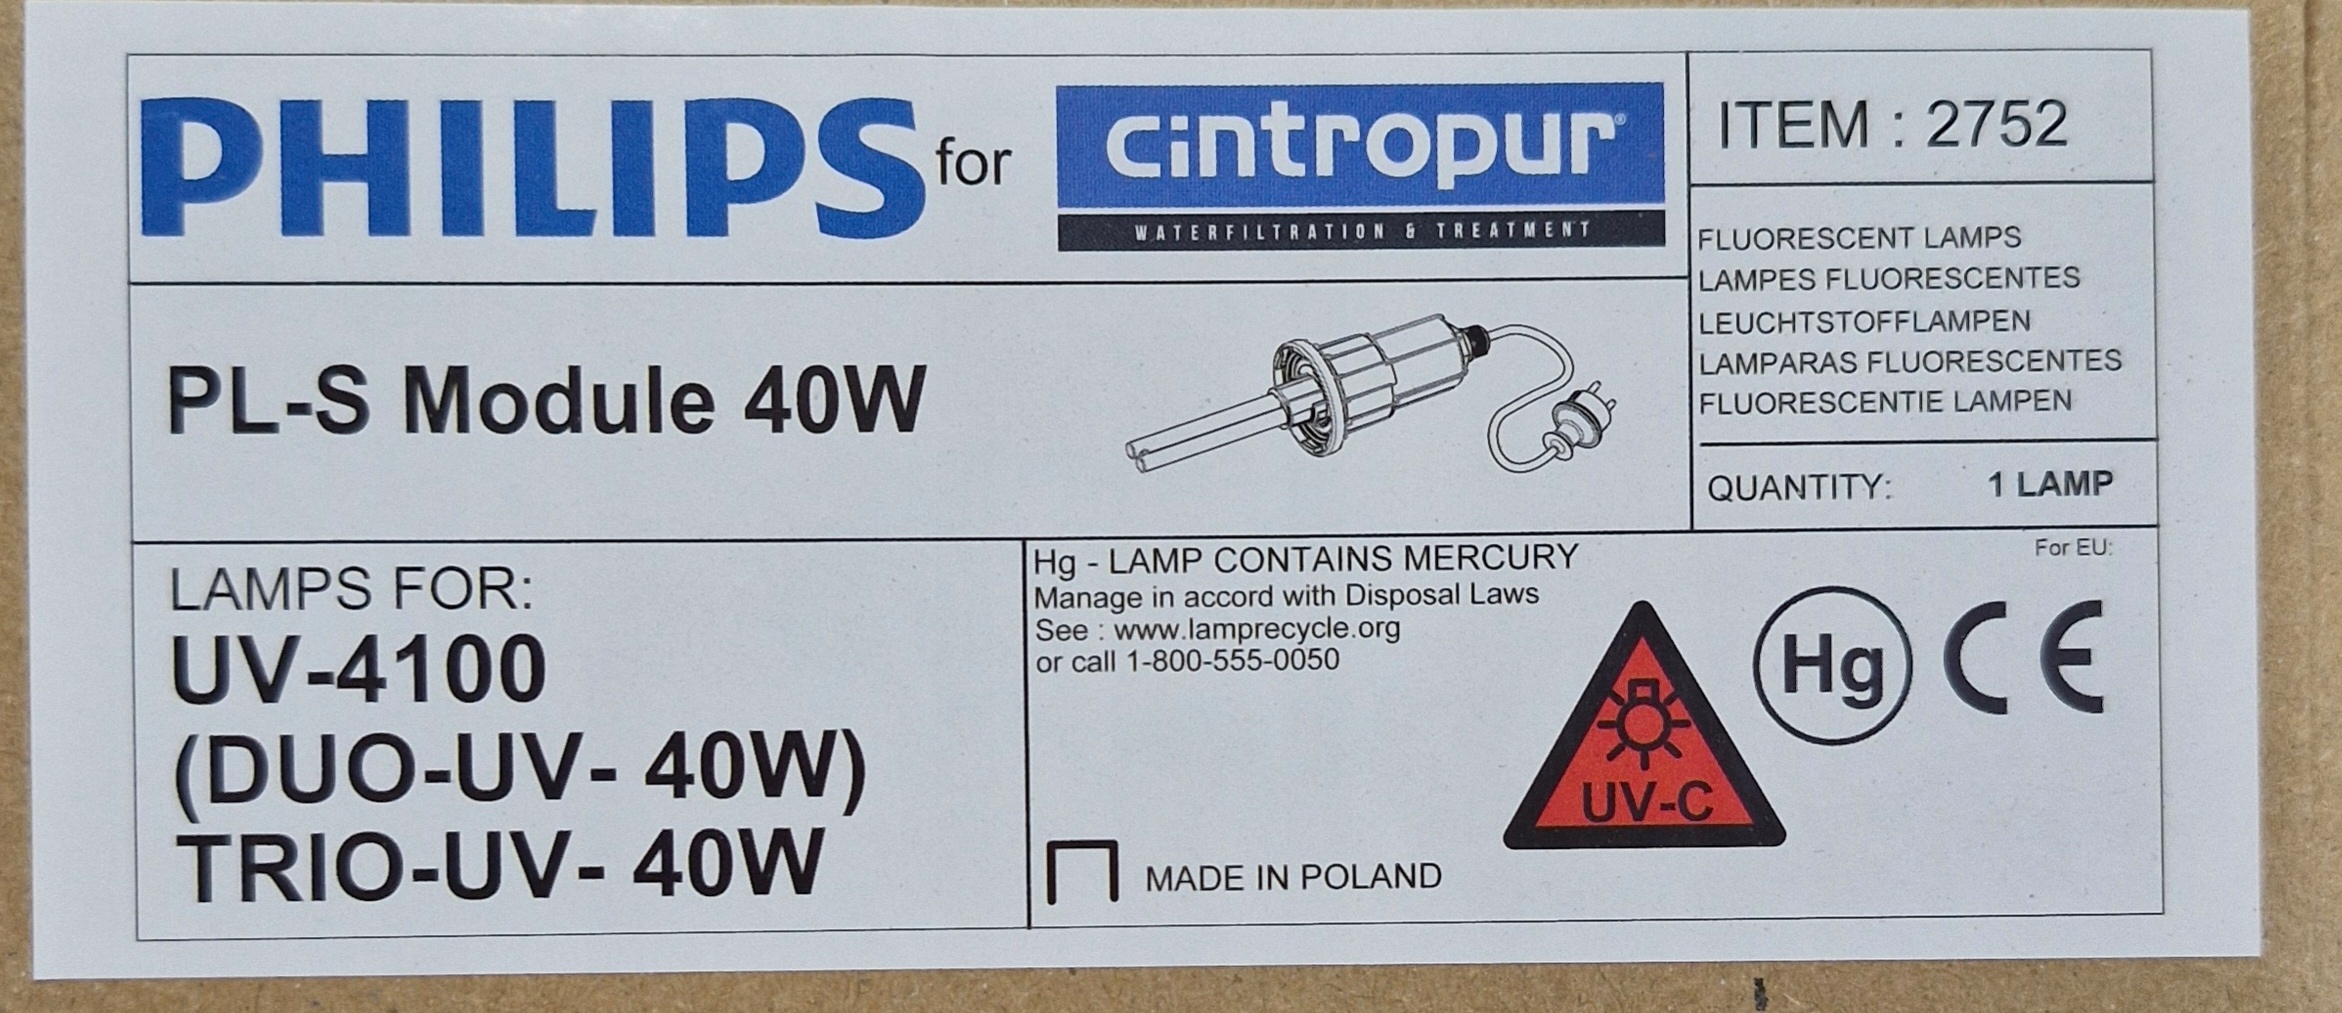 PHILIPS for cintropur®
WATERFILTRATION & TREATMENT
ITEM : 2752
FLUORESCENT LAMPS
LAMPES FLUORESCENTES
LEUCHTSTOFFLAMPEN
LAMPARAS FLUORESCENTES
FLUORESCENTIE LAMPEN
QUANTITY: 1 LAMP
PL-S Module 40W
LAMPS FOR:
UV-4100
(DUO-UV- 40W)
TRIO-UV- 40W
Hg - LAMP CONTAINS MERCURY
Manage in accord with Disposal Laws
See : www.lamprecycle.org
or call 1-800-555-0050
MADE IN POLAND
UV-C
For EU:
Hg CE